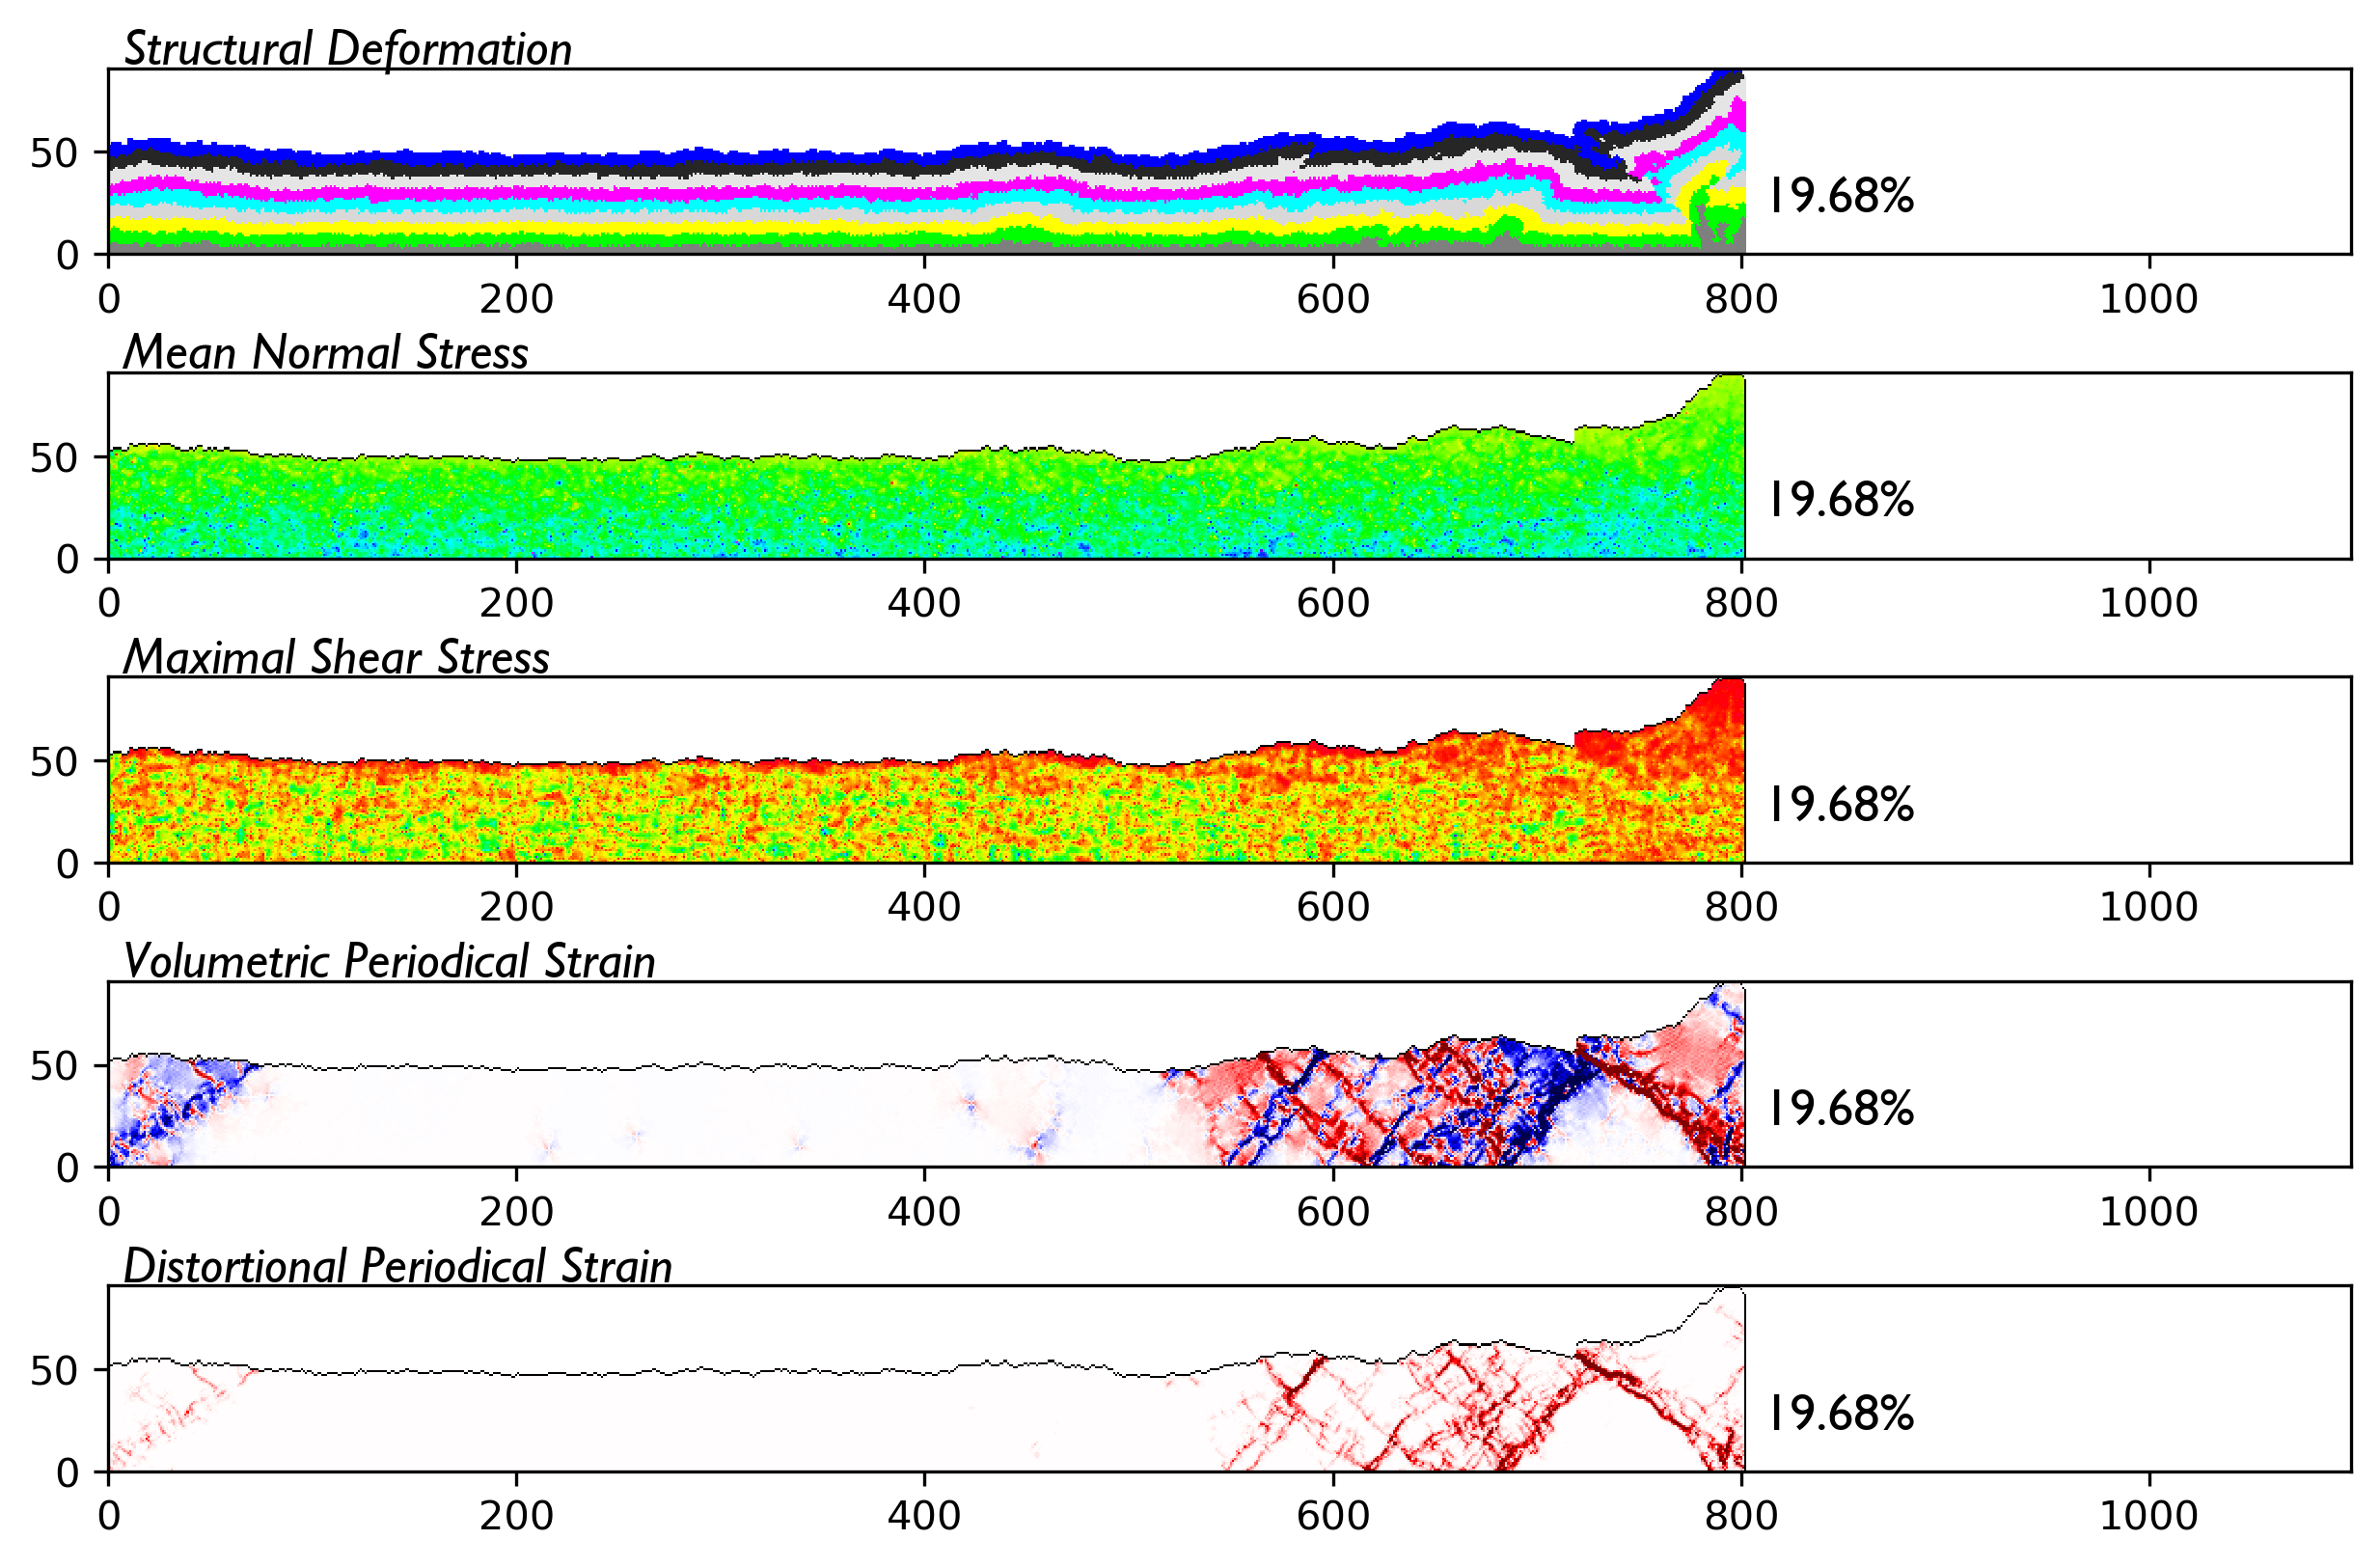 Structural Deformation
50
0
19.68%
0 200 400 600 800 1000
Mean Normal Stress
50
0
19.68%
0 200 400 600 800 1000
Maximal Shear Stress
50
0
19.68%
0 200 400 600 800 1000
Volumetric Periodical Strain
50
0
19.68%
0 200 400 600 800 1000
Distortional Periodical Strain
50
0
19.68%
0 200 400 600 800 1000